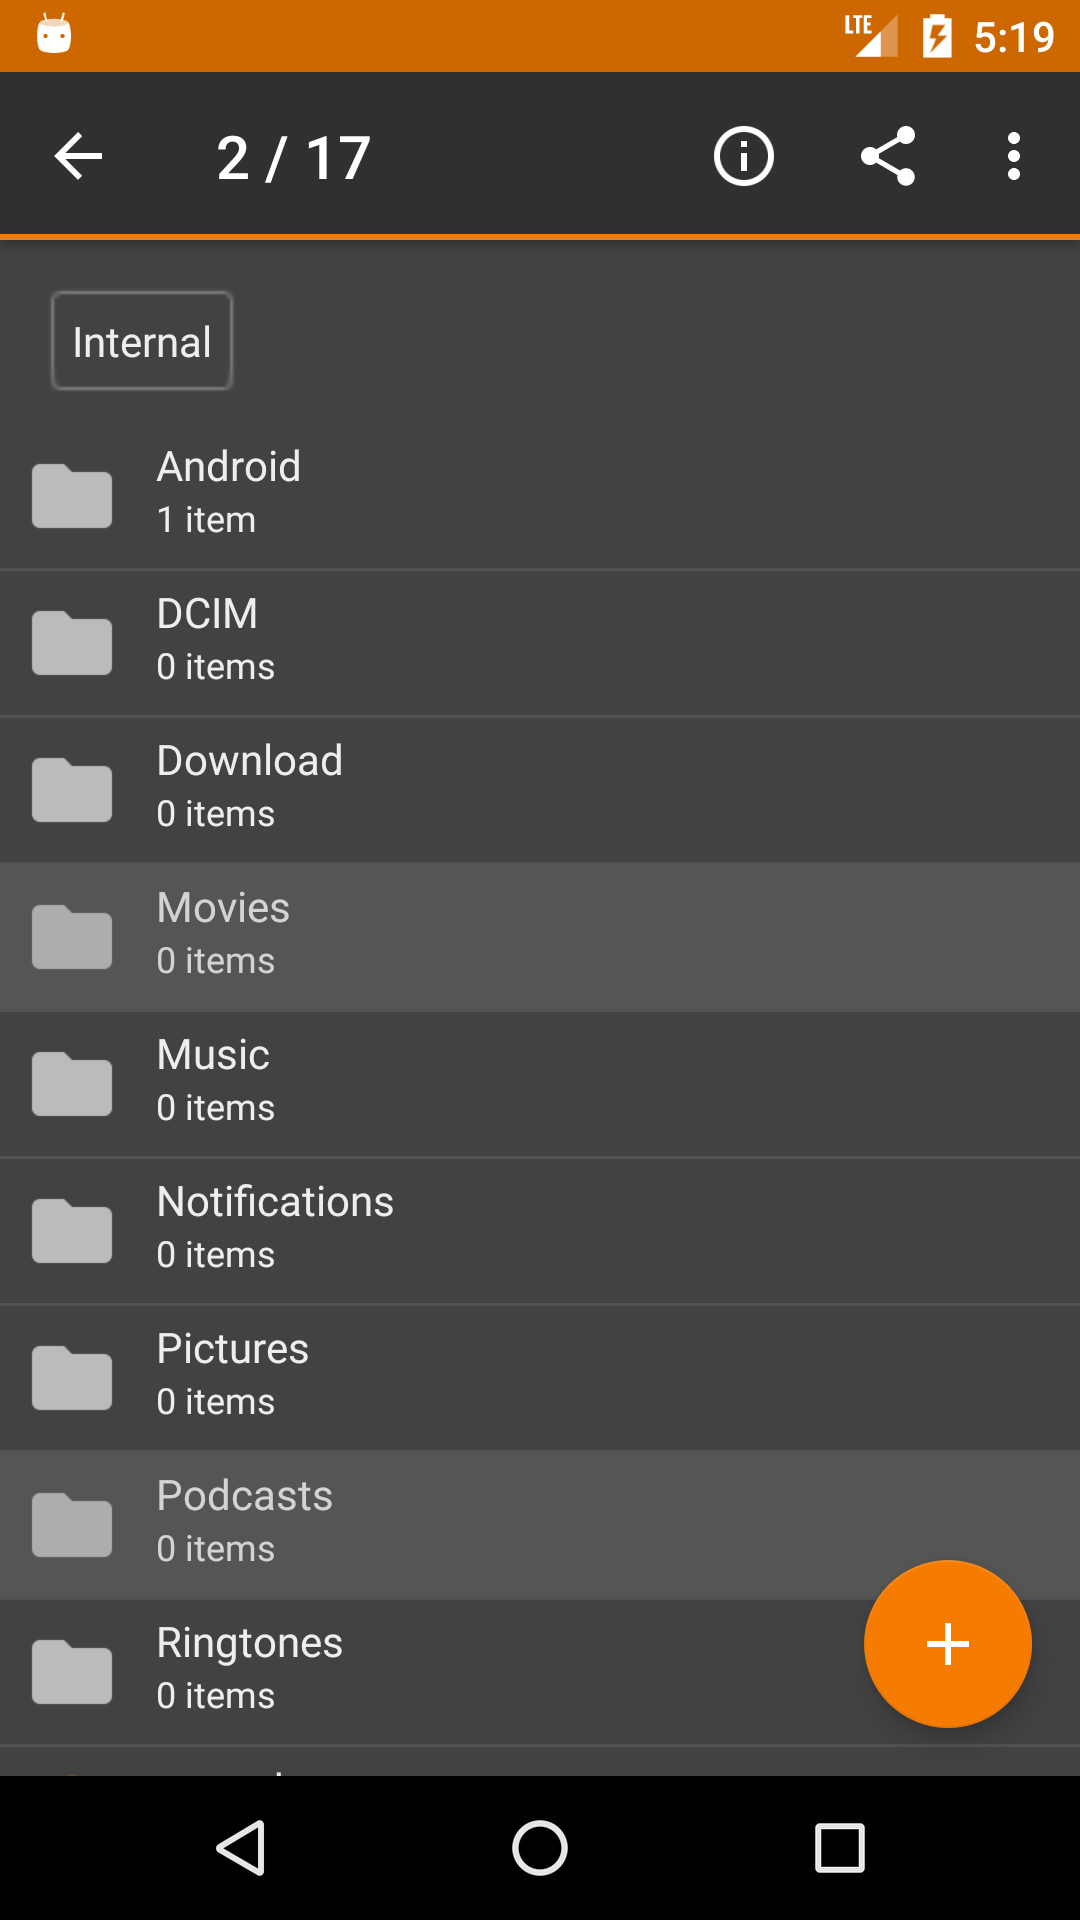 LTE 5:19
2 / 17
Internal
Android
1 item
DCIM
0 items
Download
0 items
Movies
0 items
Music
0 items
Notifications
0 items
Pictures
0 items
Podcasts
0 items
Ringtones
0 items